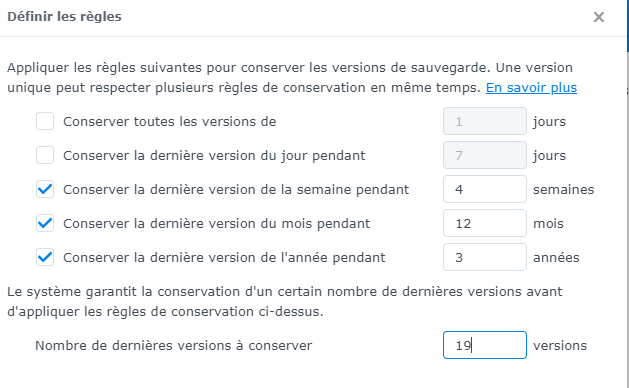 Définir les règles
Appliquer les règles suivantes pour conserver les versions de sauvegarde. Une version
unique peut respecter plusieurs règles de conservation en même temps. En savoir plus
Conserver toutes les versions de 1 jours
Conserver la dernière version du jour pendant 7 jours
Conserver la dernière version de la semaine pendant 4 semaines
Conserver la dernière version du mois pendant 12 mois
Conserver la dernière version de l'année pendant 3 années
Le système garantit la conservation d'un certain nombre de dernières versions avant
d'appliquer les règles de conservation ci-dessus.
Nombre de dernières versions à conserver 19 versions